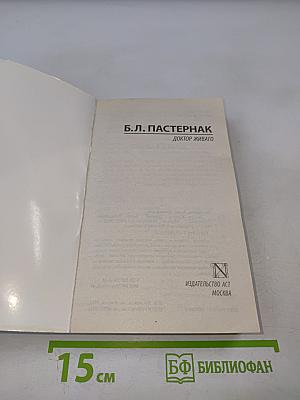 Б.Л. ПАСТЕРНАК
ДОКТОР ЖИВАГО
N
ИЗДАТЕЛЬСТВО АСТ
МОСКВА
15 см
БФ БИБЛИОФАН